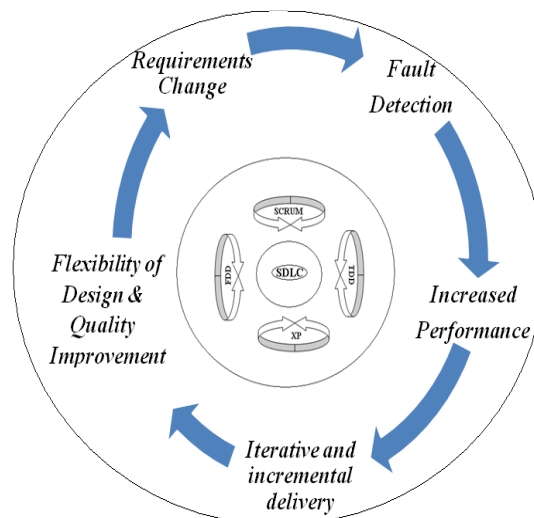 Requirements
Change
Fault
Detection
Increased
Performance
Iterative and
incremental
delivery
Flexibility of
Design &
Quality
Improvement
SCRUM
TDD
XP
FDD
SDLC